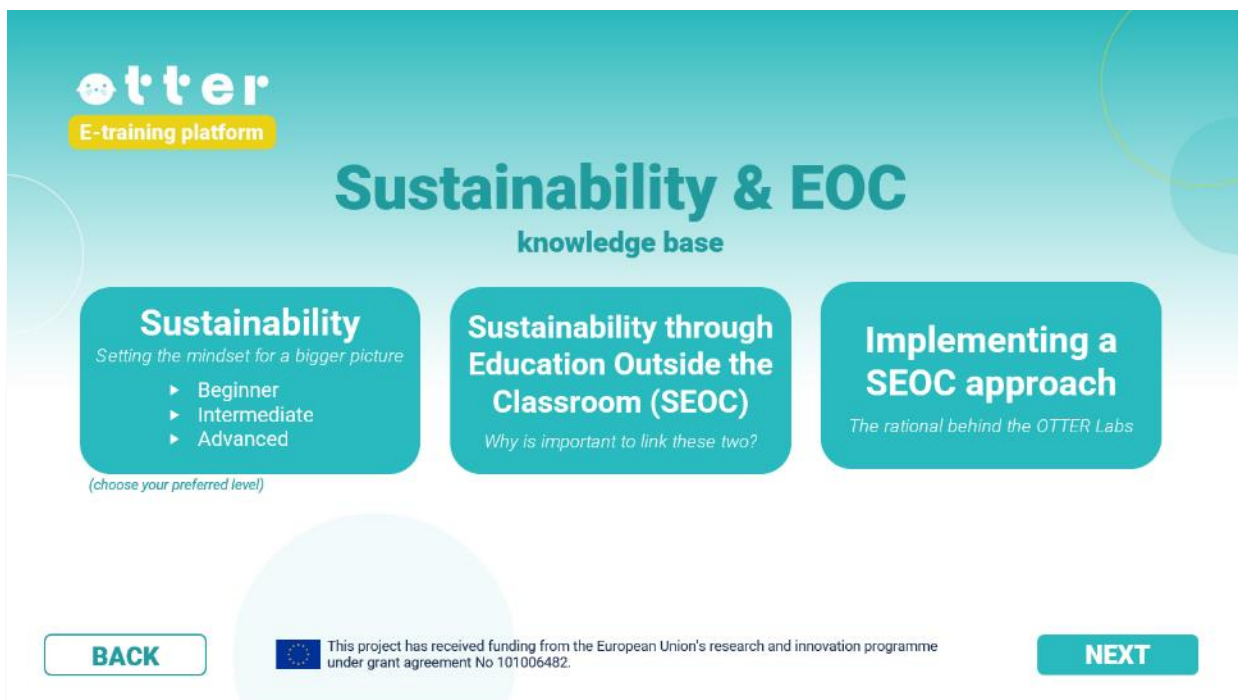 otter
E-training platform
Sustainability & EOC
knowledge base
Sustainability
Setting the mindset for a bigger picture
Beginner
Intermediate
Advanced
(choose your preferred level)
Sustainability through
Education Outside the
Classroom (SEOC)
Why is important to link these two?
Implementing a
SEOC approach
The rational behind the OTTER Labs
BACK
This project has received funding from the European Union's research and innovation programme
under grant agreement No 101006482.
NEXT